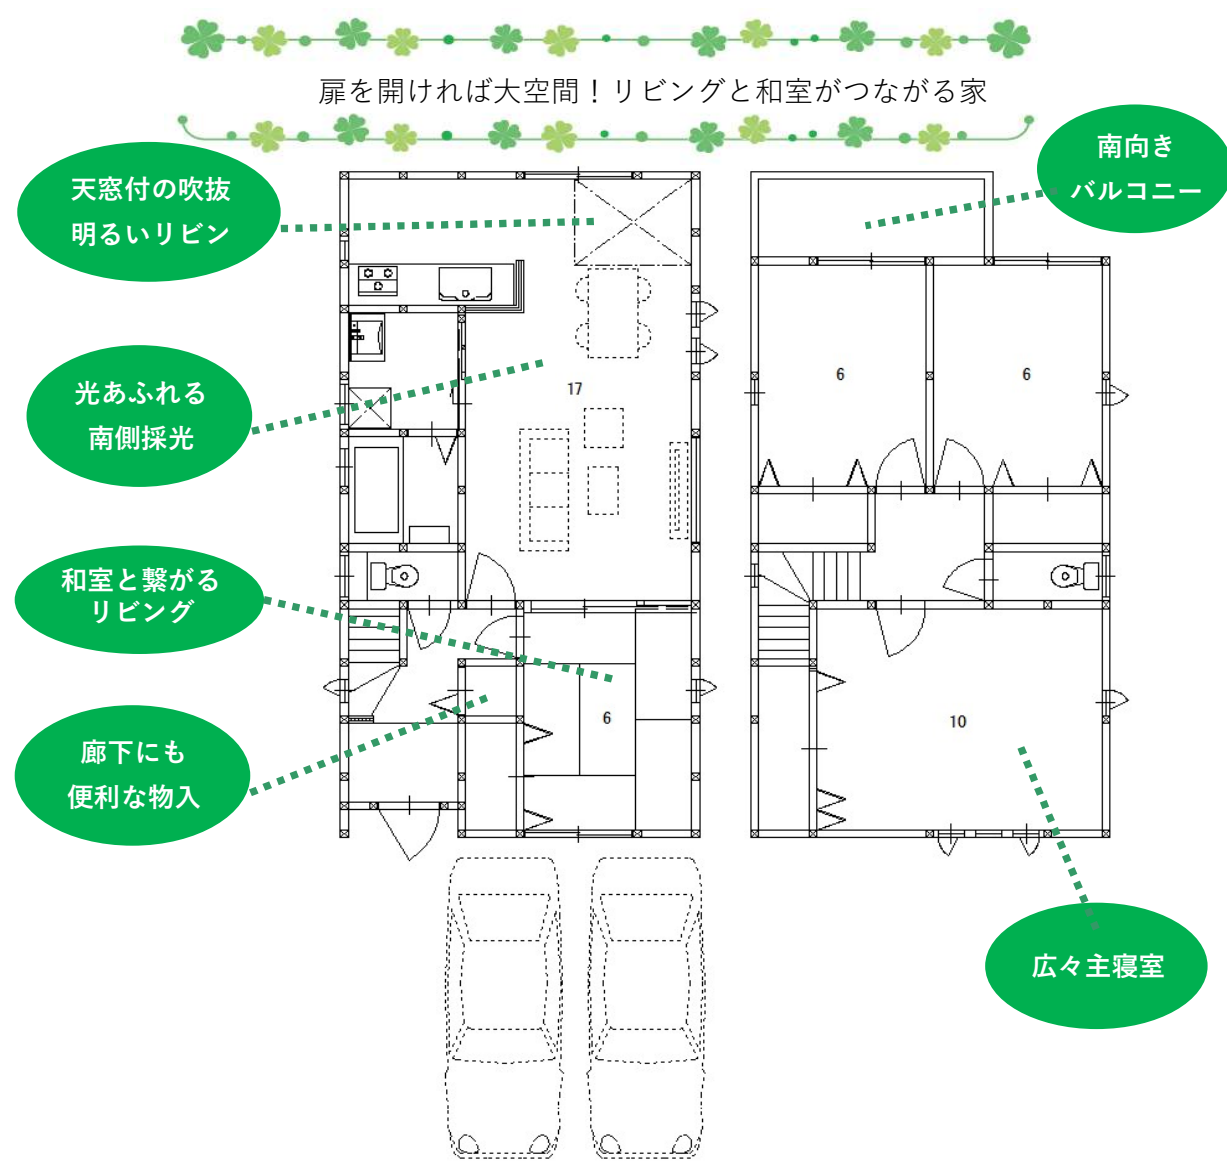 扉を開ければ大空間！リビングと和室がつながる家
南向き
バルコニー
天窓付の吹抜
明るいリビン
光あふれる
南側採光
和室と繋がる
リビング
廊下にも
便利な物入
広々主寝室
17
6
6
6
10